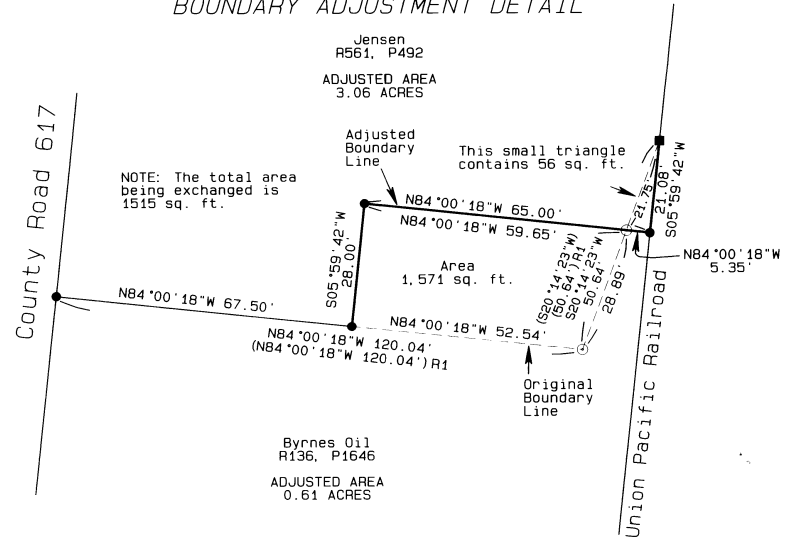 BOUNDARY ADJUSTMENT DETAIL
Jensen
R561, P492
ADJUSTED AREA
3.06 ACRES
County Road 617
NOTE: The total area
being exchanged is
1515 sq. ft.
Adjusted
Boundary
Line
This small triangle
contains 56 sq. ft.
21.75'
21.08'
S05°59'42"W
N84°00'18"W 65.00'
N84°00'18"W 59.65'
N84°00'18"W
5.35'
S05°59'42"W
28.00'
Area
1,571 sq. ft.
(S20°14'23"W)
(50.64')R1
S20°14'23"W
50.64'
28.89'
N84°00'18"W 67.50'
N84°00'18"W 52.54'
N84°00'18"W 120.04'
(N84°00'18"W 120.04')R1
Original
Boundary
Line
Union Pacific Railroad
Byrnes Oil
R136, P1646
ADJUSTED AREA
0.61 ACRES